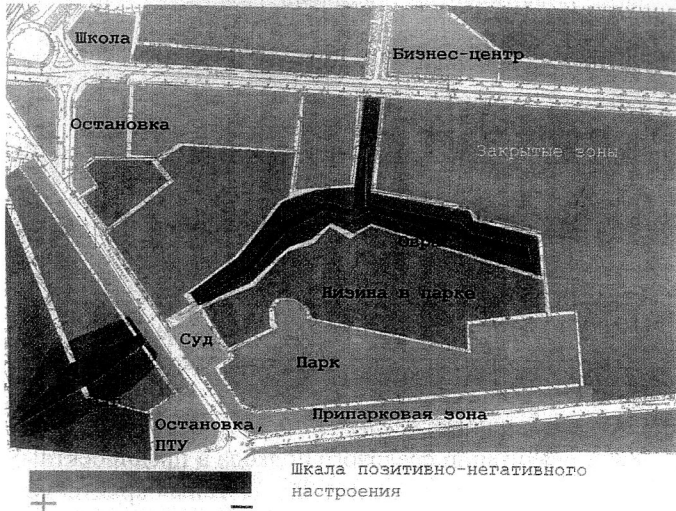 Школа
Бизнес-центр
Остановка
Закрытые зоны
Низина в парке
Суд
Парк
Припарковая зона
Остановка,
ПТУ
Шкала позитивно-негативного
настроения
+
−